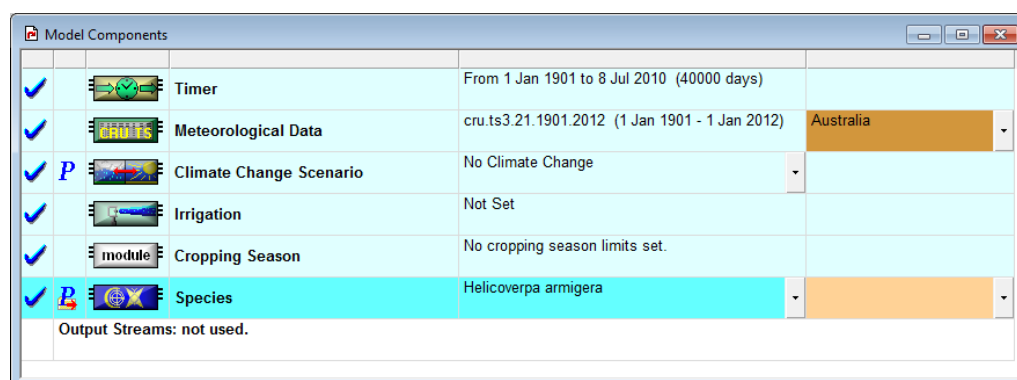 Model Components
Timer From 1 Jan 1901 to 8 Jul 2010 (40000 days)
CRU TS Meteorological Data cru.ts3.21.1901.2012 (1 Jan 1901 - 1 Jan 2012) Australia
P Climate Change Scenario No Climate Change
Irrigation Not Set
module Cropping Season No cropping season limits set.
P Species Helicoverpa armigera
Output Streams: not used.